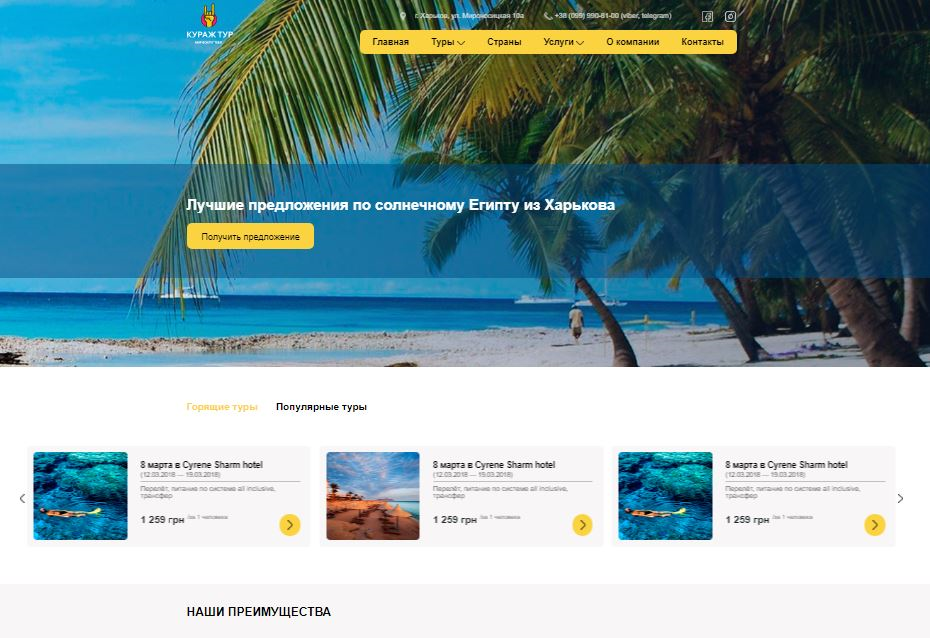 г. Харьков, ул. Мироносицкая 10а
+38 (099) 990-61-00 (viber, telegram)
КУРАЖ ТУР
Главная Туры Страны Услуги О компании Контакты
Лучшие предложения по солнечному Египту из Харькова
Получить предложение
Горящие туры Популярные туры
8 марта в Cyrene Sharm hotel
(12.03.2018 — 19.03.2018)
Перелёт, питание по системе all inclusive,
трансфер
1 259 грн /за 1 человека
8 марта в Cyrene Sharm hotel
(12.03.2018 — 19.03.2018)
Перелёт, питание по системе all inclusive,
трансфер
1 259 грн /за 1 человека
8 марта в Cyrene Sharm hotel
(12.03.2018 — 19.03.2018)
Перелёт, питание по системе all inclusive,
трансфер
1 259 грн /за 1 человека
НАШИ ПРЕИМУЩЕСТВА